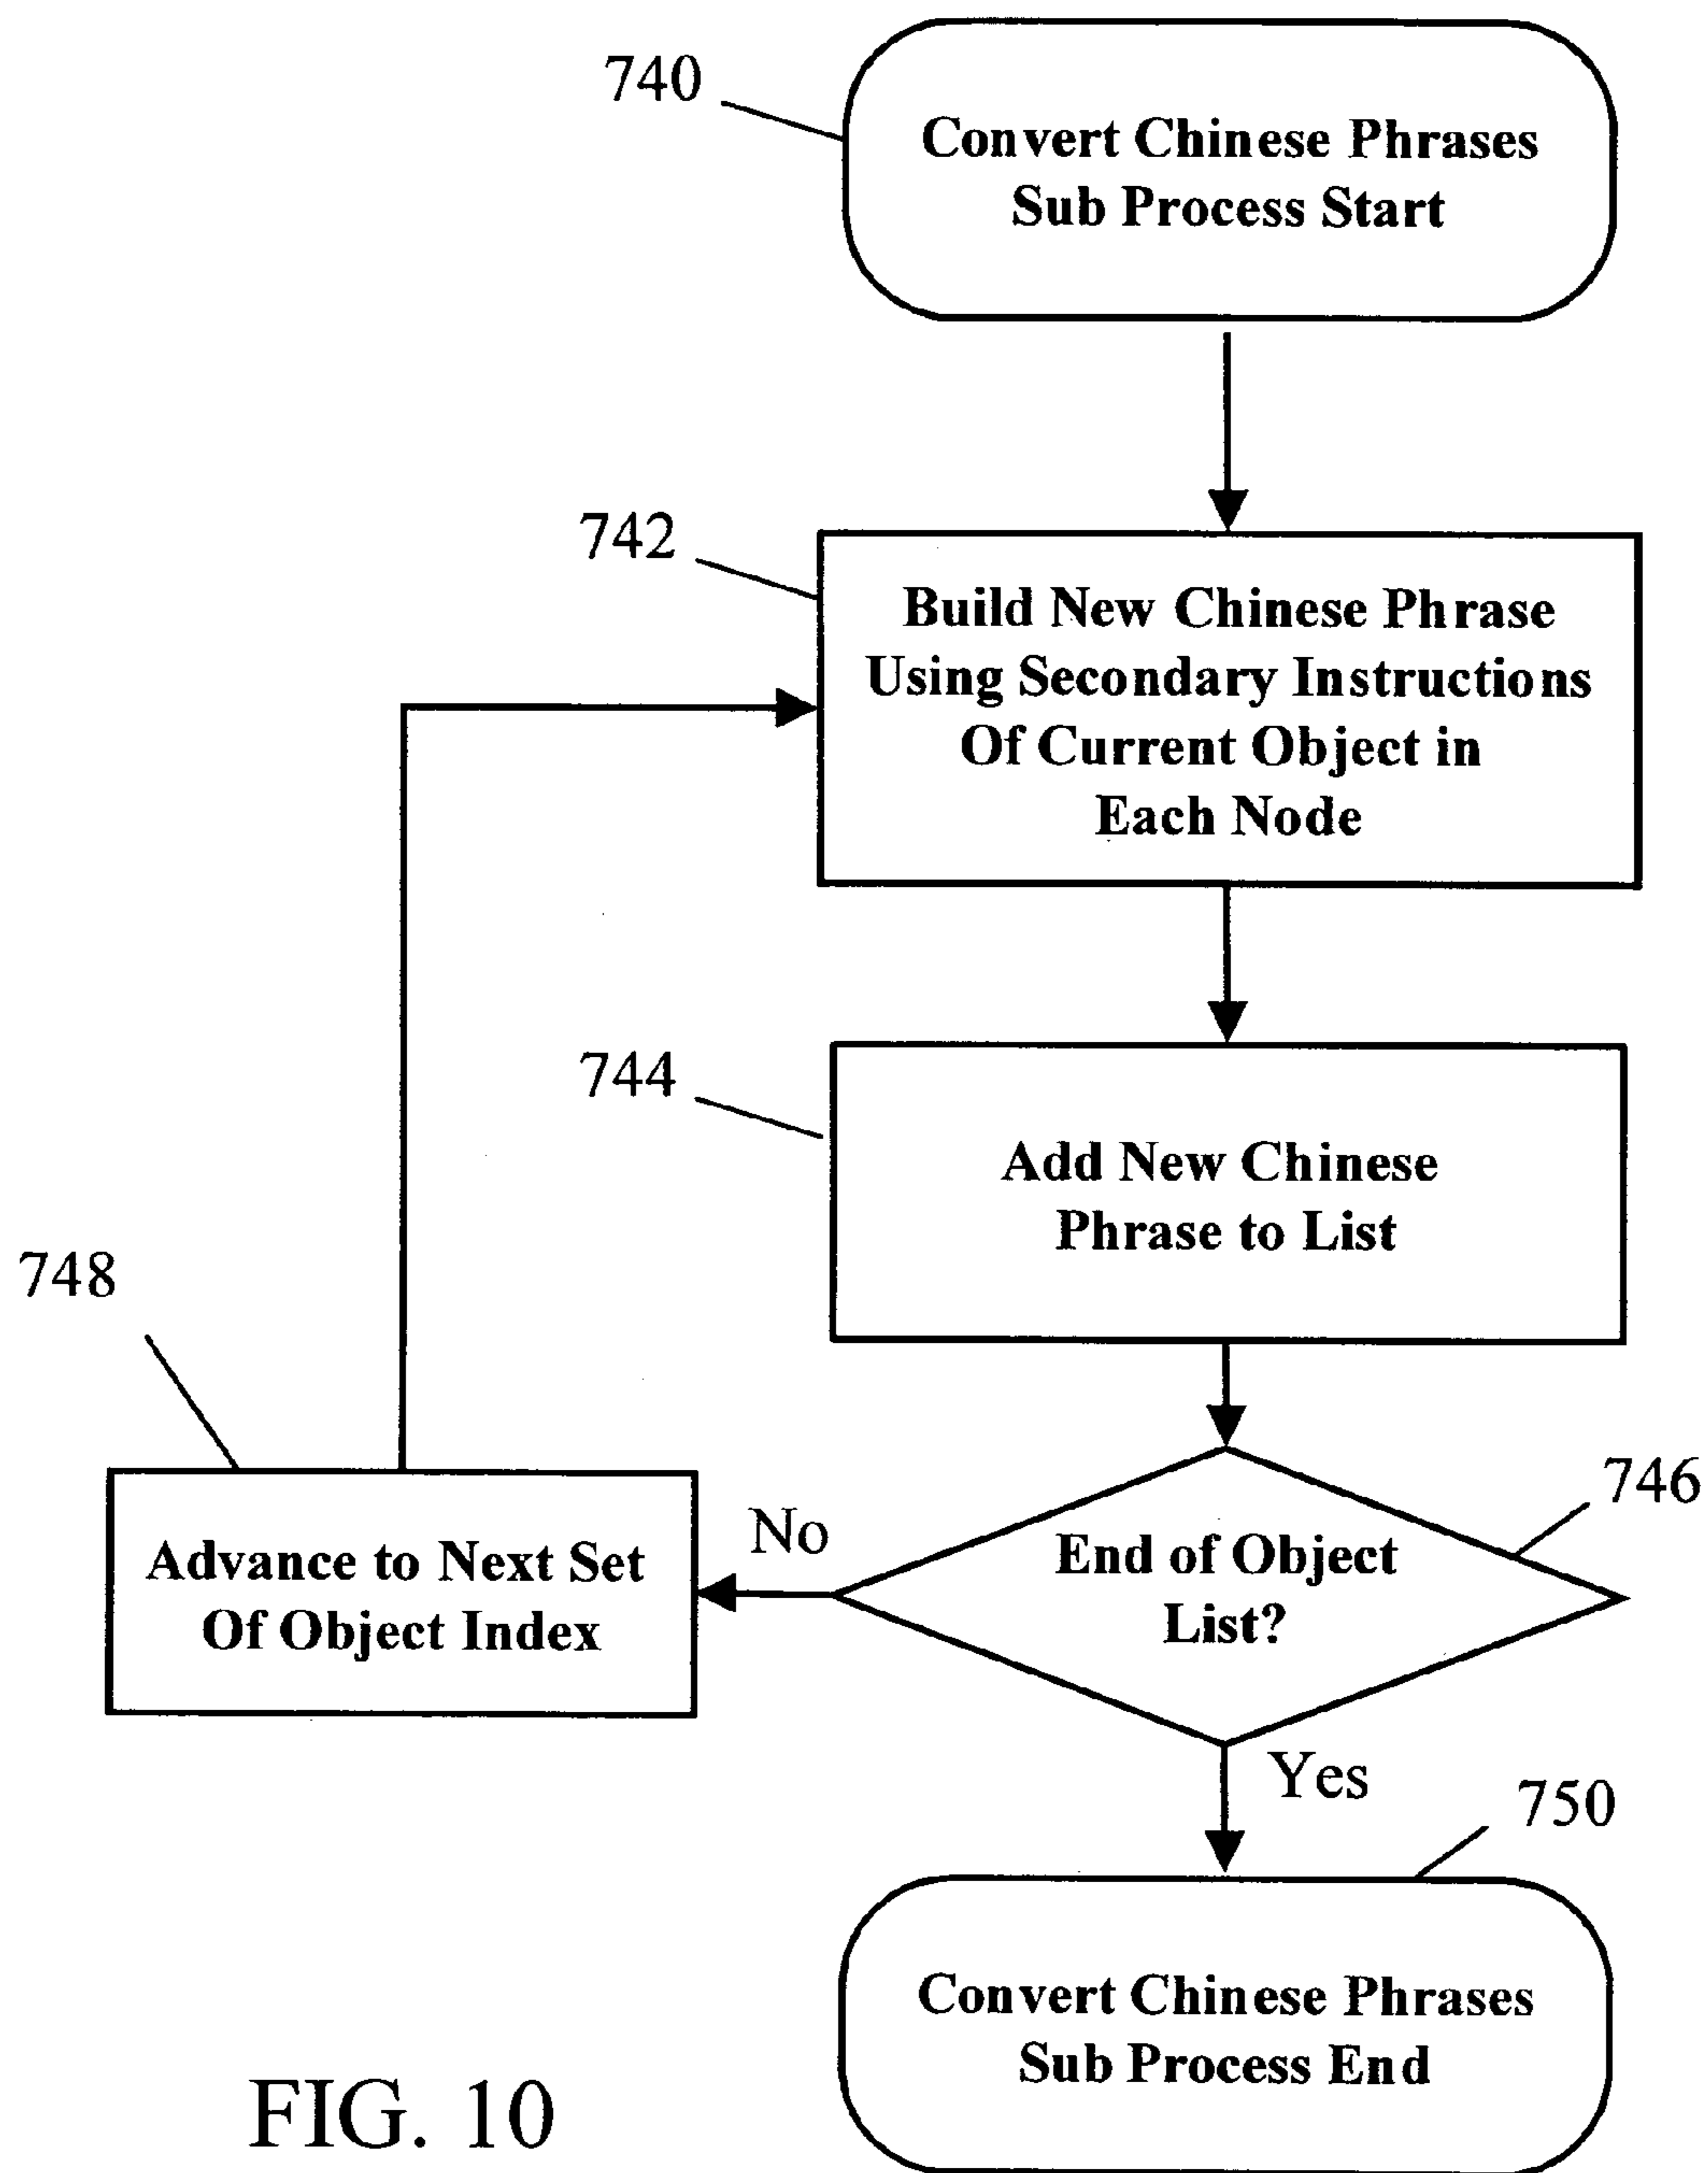 740
Convert Chinese Phrases
Sub Process Start
742
Build New Chinese Phrase
Using Secondary Instructions
Of Current Object in
Each Node
744
Add New Chinese
Phrase to List
748
746
No
End of Object
List?
Advance to Next Set
Of Object Index
Yes
750
Convert Chinese Phrases
Sub Process End
FIG. 10